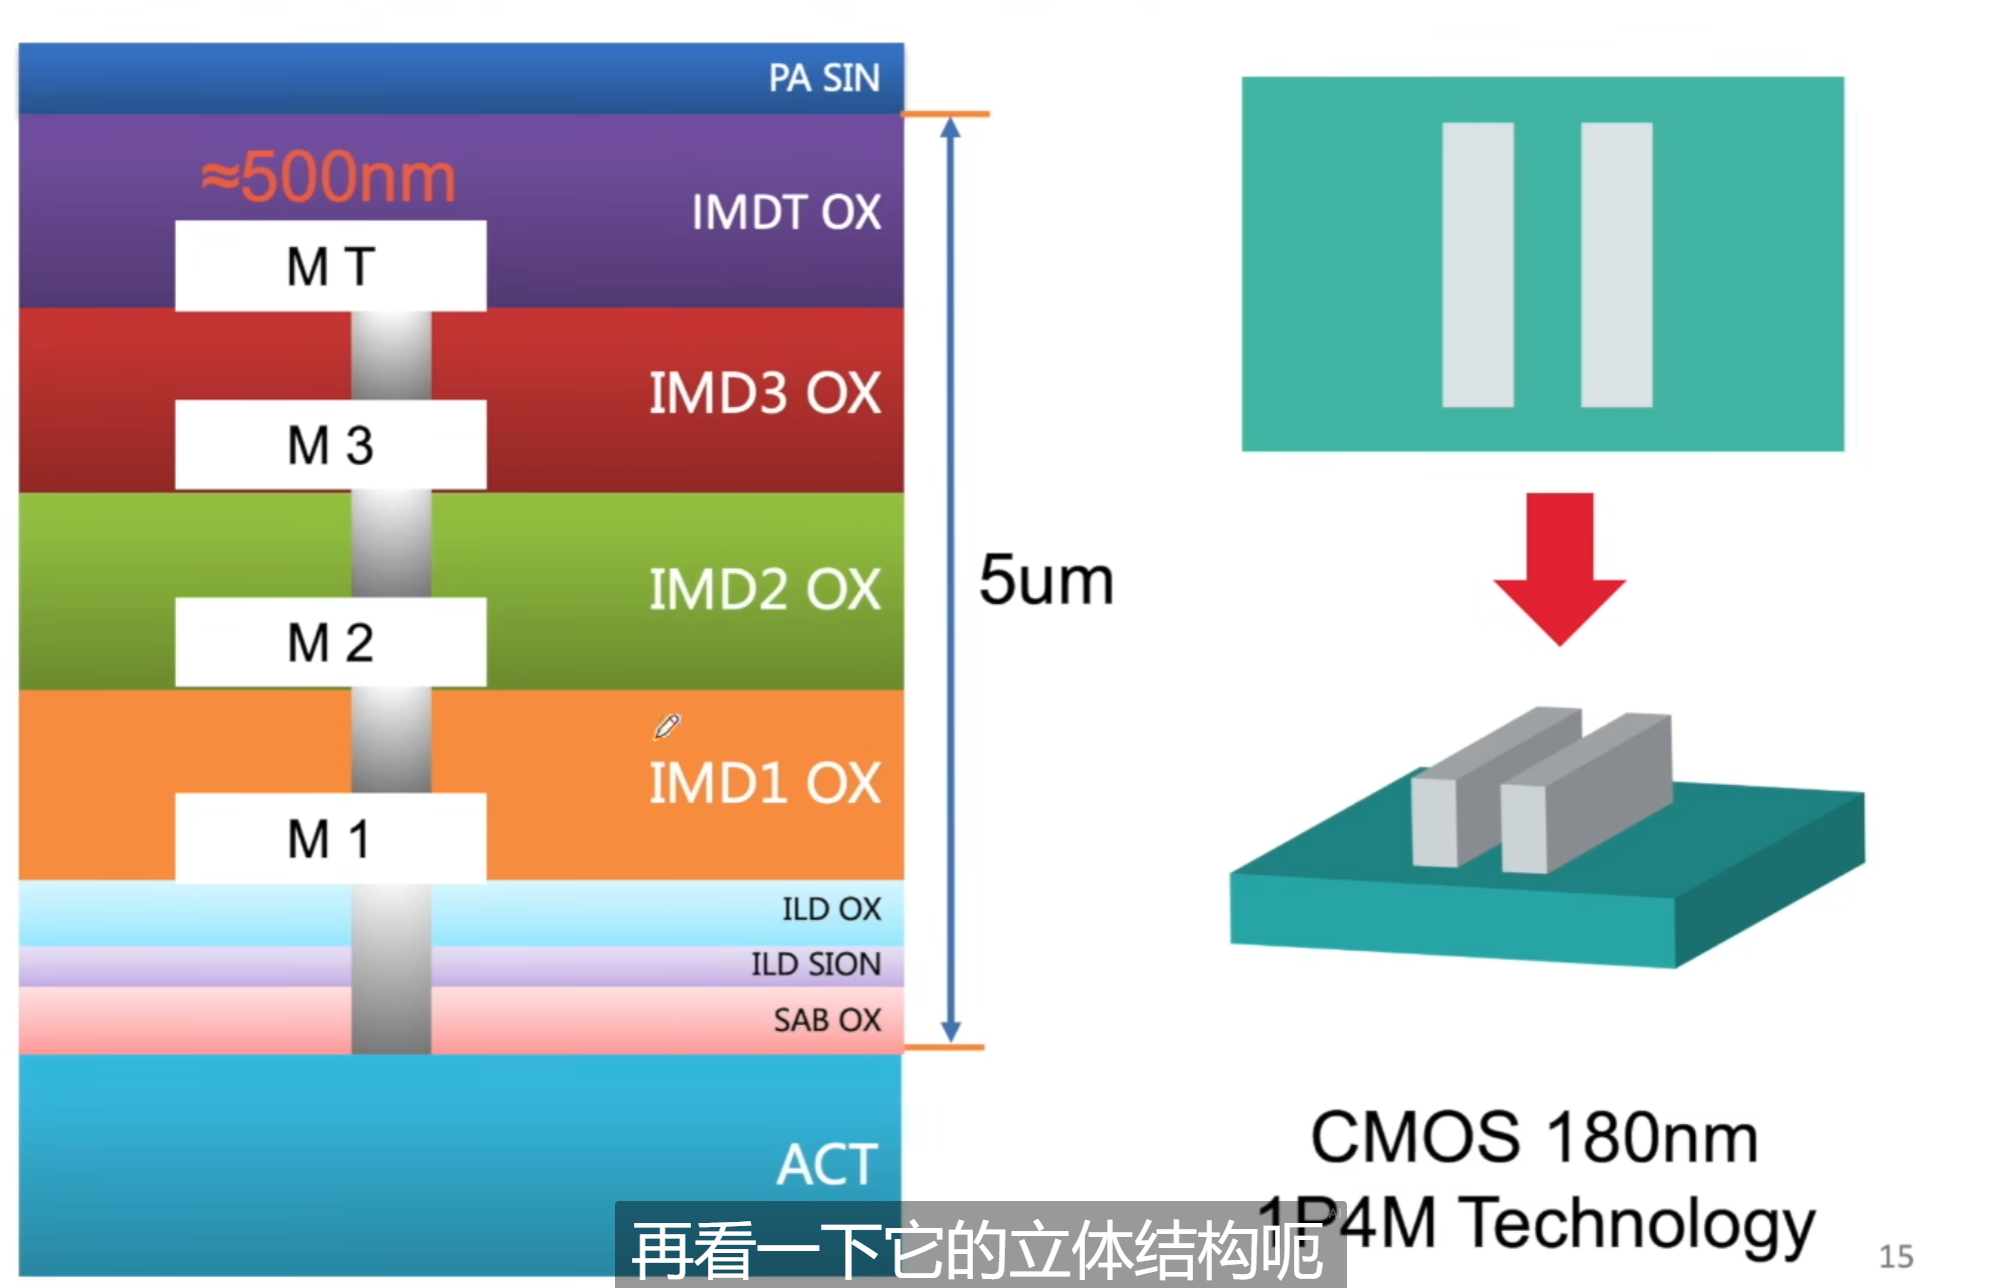 PA SIN
≈500nm
IMDT OX
M T
IMD3 OX
M 3
IMD2 OX
M 2
IMD1 OX
M 1
ILD OX
ILD SION
SAB OX
ACT
5um
CMOS 180nm
1P4M Technology
再看一下它的立体结构呃
15